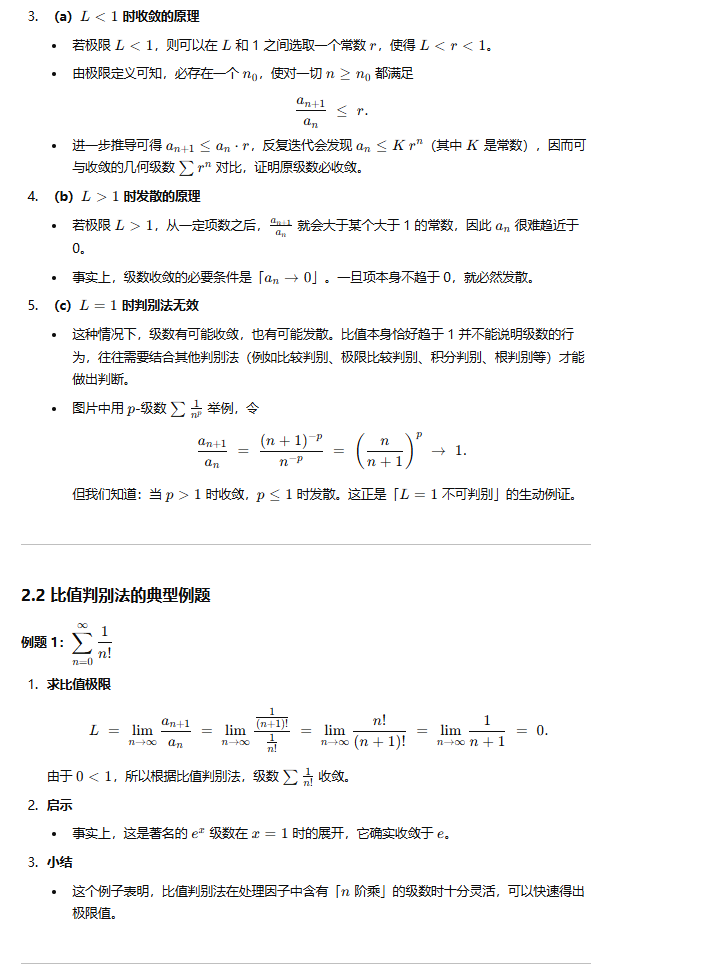 3. (a) L < 1 时收敛的原理
• 若极限 L < 1，则可以在 L 和 1 之间选取一个常数 r，使得 L < r < 1。
• 由极限定义可知，必存在一个 n₀，使对一切 n ≥ n₀ 都满足
aₙ₊₁/aₙ ≤ r.
• 进一步推导可得 aₙ₊₁ ≤ aₙ · r，反复迭代会发现 aₙ ≤ K rⁿ（其中 K 是常数），因而可
与收敛的几何级数 ∑ rⁿ 对比，证明原级数必收敛。
4. (b) L > 1 时发散的原理
• 若极限 L > 1，从一定项数之后，aₙ₊₁/aₙ 就会大于某个大于 1 的常数，因此 aₙ 很难趋近于
0。
• 事实上，级数收敛的必要条件是「aₙ → 0」。一旦项本身不趋于 0，就必然发散。
5. (c) L = 1 时判别法无效
• 这种情况下，级数有可能收敛，也有可能发散。比值本身恰好趋于 1 并不能说明级数的行
为，往往需要结合其他判别法（例如比较判别、极限比较判别、积分判别、根判别等）才能
做出判断。
• 图片中用 p-级数 ∑ 1/nᵖ 举例，令
aₙ₊₁/aₙ = (n + 1)⁻ᵖ/n⁻ᵖ = (n/(n + 1))ᵖ → 1.
但我们知道：当 p > 1 时收敛，p ≤ 1 时发散。这正是「L = 1 不可判别」的生动例证。
2.2 比值判别法的典型例题
例题 1：∑_{n=0}^{∞} 1/n!
1. 求比值极限
L = lim_{n→∞} aₙ₊₁/aₙ = lim_{n→∞} (1/(n+1)!)/(1/n!) = lim_{n→∞} n!/(n + 1)! = lim_{n→∞} 1/(n + 1) = 0.
由于 0 < 1，所以根据比值判别法，级数 ∑ 1/n! 收敛。
2. 启示
• 事实上，这是著名的 eˣ 级数在 x = 1 时的展开，它确实收敛于 e。
3. 小结
• 这个例子表明，比值判别法在处理因子中含有「n 阶乘」的级数时十分灵活，可以快速得出
极限值。